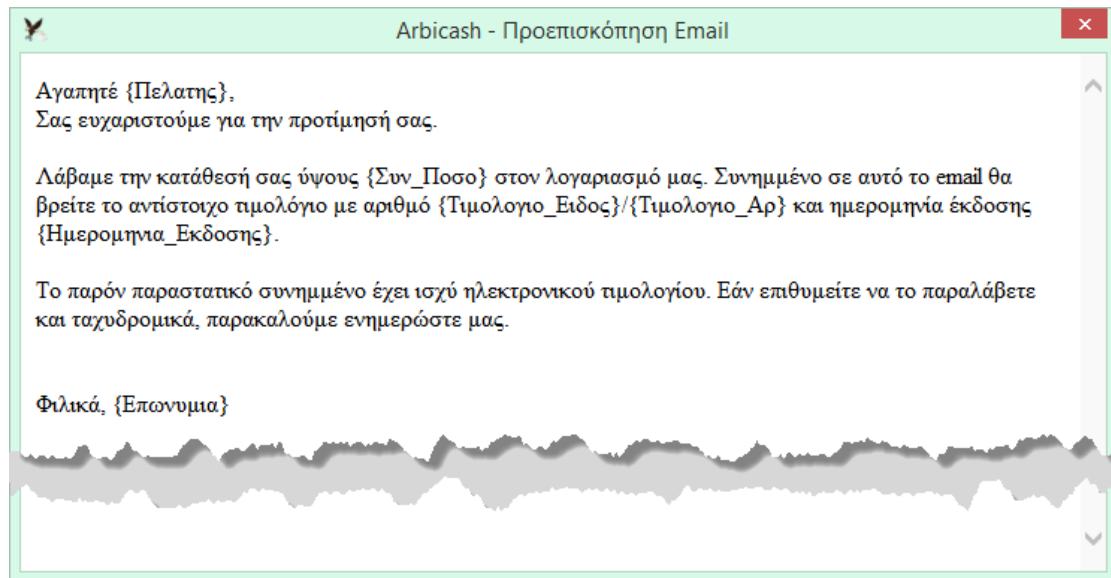 Arbicash - Προεπισκόπηση Email
Αγαπητέ {Πελατης},
Σας ευχαριστούμε για την προτίμησή σας.
Λάβαμε την κατάθεσή σας ύψους {Συν_Ποσο} στον λογαριασμό μας. Συνημμένο σε αυτό το email θα
βρείτε το αντίστοιχο τιμολόγιο με αριθμό {Τιμολογιο_Ειδος}/{Τιμολογιο_Αρ} και ημερομηνία έκδοσης
{Ημερομηνια_Εκδοσης}.
Το παρόν παραστατικό συνημμένο έχει ισχύ ηλεκτρονικού τιμολογίου. Εάν επιθυμείτε να το παραλάβετε
και ταχυδρομικά, παρακαλούμε ενημερώστε μας.
Φιλικά, {Επωνυμια}